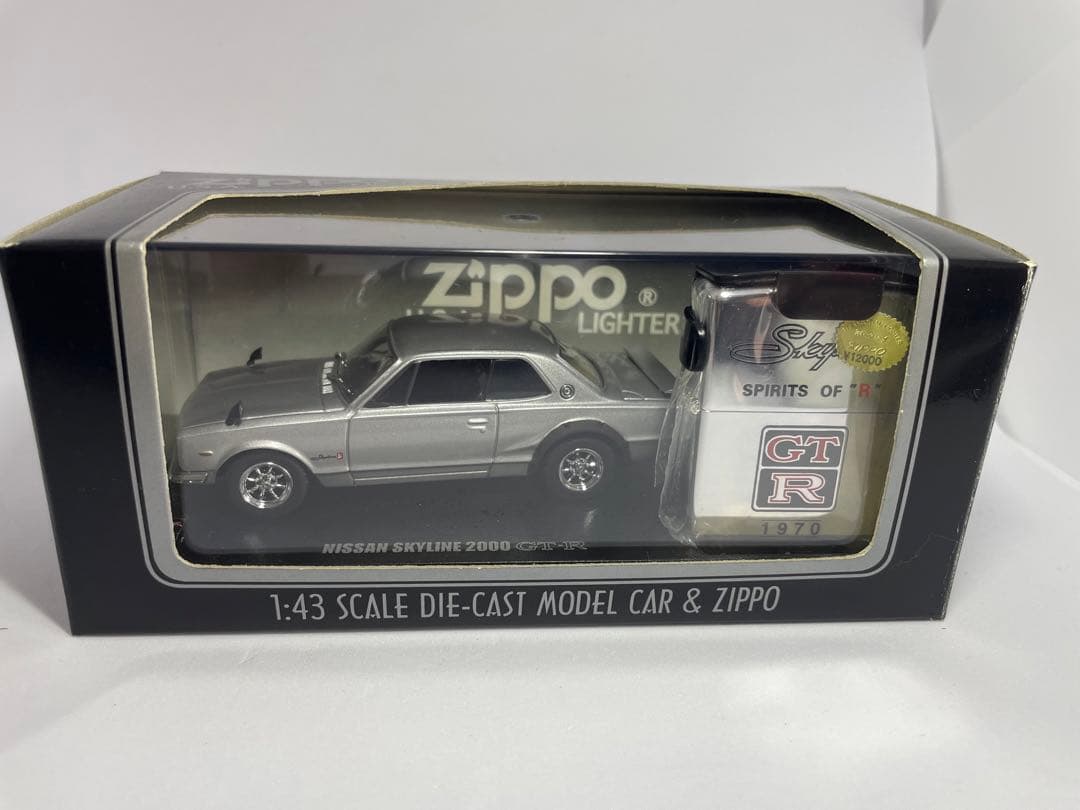 zippo
zippo®
LIGHTER
SPIRITS OF "R"
¥12000
GT
R
1970
NISSAN SKYLINE 2000 GT-R
1:43 SCALE DIE-CAST MODEL CAR & ZIPPO